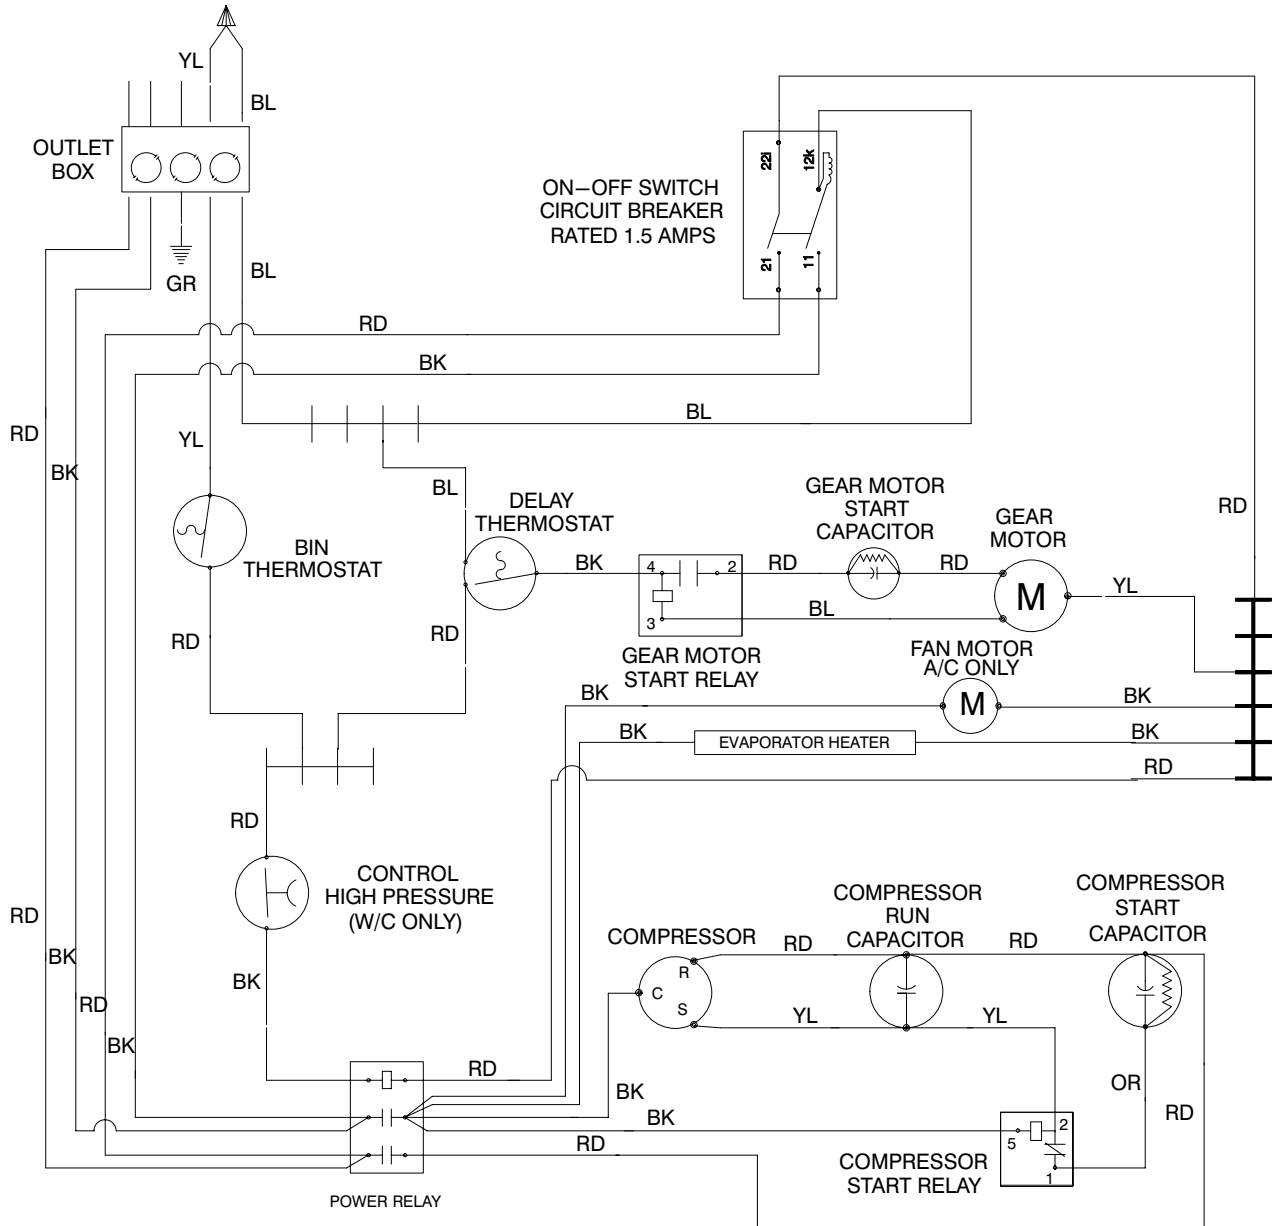 YL
BL
OUTLET
BOX
22i
12k
ON–OFF SWITCH
CIRCUIT BREAKER
RATED 1.5 AMPS
21
11
GR
BL
RD
BK
RD
BK
YL
BL
BL
DELAY
THERMOSTAT
GEAR MOTOR
START
CAPACITOR
GEAR
MOTOR
RD
BIN
THERMOSTAT
BK
4
2
RD
RD
M
YL
3
BL
RD
RD
GEAR MOTOR
START RELAY
FAN MOTOR
A/C ONLY
BK
M
BK
BK
EVAPORATOR HEATER
BK
RD
RD
CONTROL
HIGH PRESSURE
(W/C ONLY)
COMPRESSOR
RUN
CAPACITOR
COMPRESSOR
START
CAPACITOR
RD
BK
COMPRESSOR
RD
RD
R
C
S
BK
RD
YL
YL
BK
RD
BK
BK
OR
RD
RD
5
2
1
COMPRESSOR
START RELAY
POWER RELAY